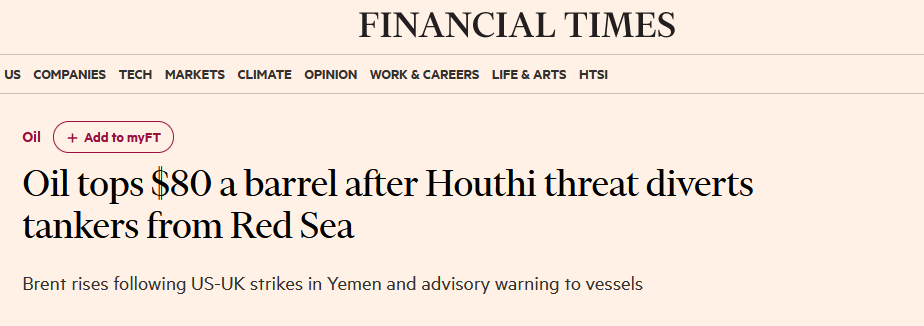 FINANCIAL TIMES
US COMPANIES TECH MARKETS CLIMATE OPINION WORK & CAREERS LIFE & ARTS HTSI
Oil + Add to myFT
Oil tops $80 a barrel after Houthi threat diverts
tankers from Red Sea
Brent rises following US-UK strikes in Yemen and advisory warning to vessels